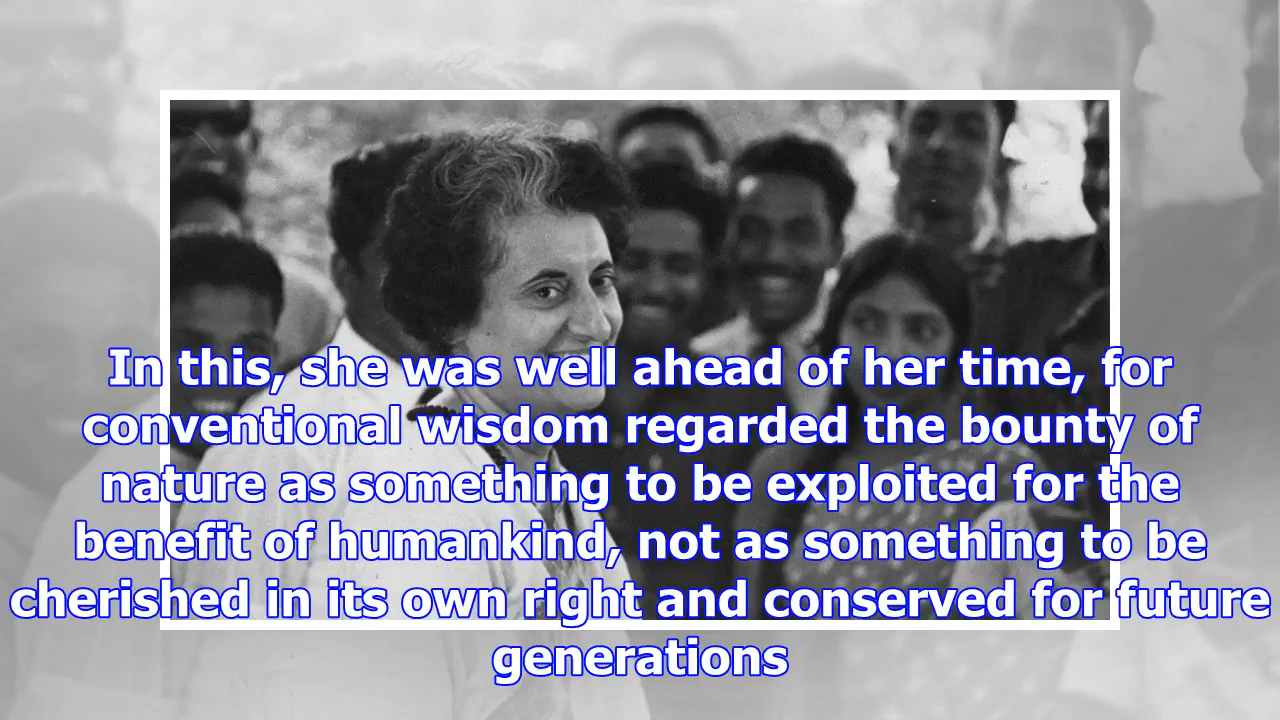 In this, she was well ahead of her time, for
conventional wisdom regarded the bounty of
nature as something to be exploited for the
benefit of humankind, not as something to be
cherished in its own right and conserved for future
generations